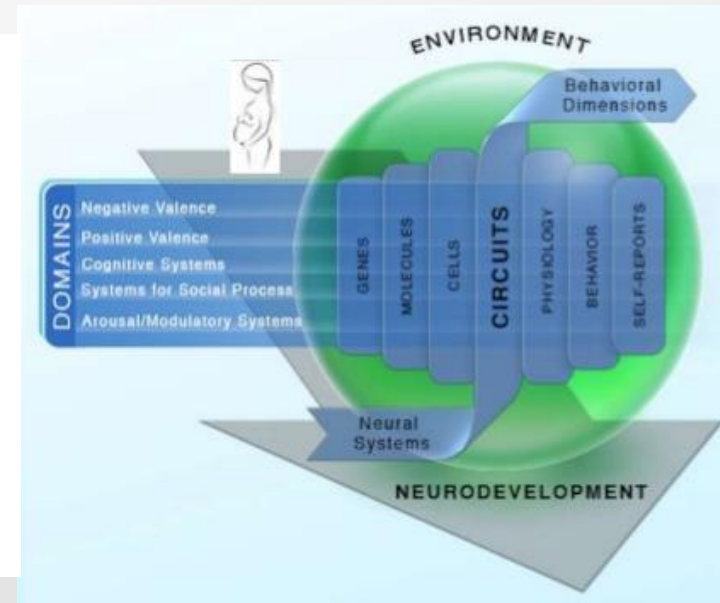 ENVIRONMENT
Behavioral
Dimensions
DOMAINS
Negative Valence
Positive Valence
Cognitive Systems
Systems for Social Process
Arousal/Modulatory Systems
GENES
MOLECULES
CELLS
CIRCUITS
PHYSIOLOGY
BEHAVIOR
SELF-REPORTS
Neural
Systems
NEURODEVELOPMENT